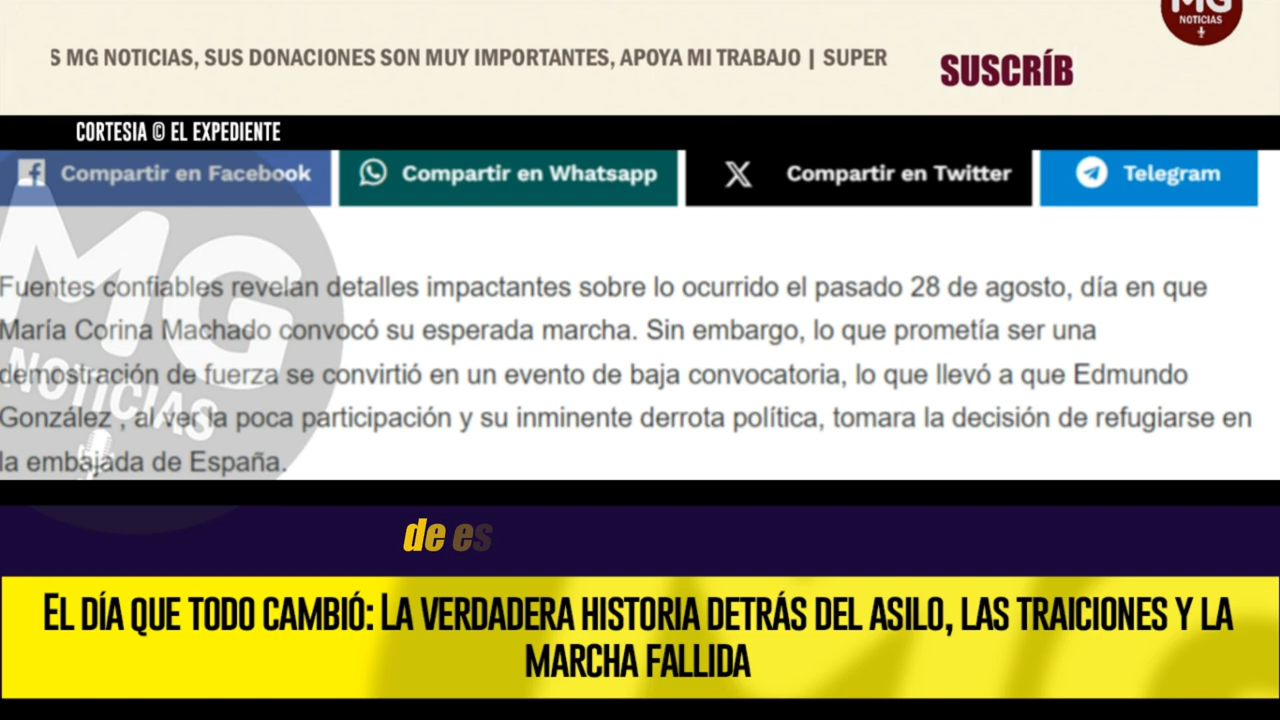 MG
NOTICIAS
S MG NOTICIAS, SUS DONACIONES SON MUY IMPORTANTES, APOYA MI TRABAJO | SUPER
SUSCRÍB
CORTESIA © EL EXPEDIENTE
Compartir en Facebook
Compartir en Whatsapp
Compartir en Twitter
Telegram
MG
NOTICIAS
Fuentes confiables revelan detalles impactantes sobre lo ocurrido el pasado 28 de agosto, día en que
María Corina Machado convocó su esperada marcha. Sin embargo, lo que prometía ser una
demostración de fuerza se convirtió en un evento de baja convocatoria, lo que llevó a que Edmundo
González , al ver la poca participación y su inminente derrota política, tomara la decisión de refugiarse en
la embajada de España.
de es
EL DÍA QUE TODO CAMBIÓ: LA VERDADERA HISTORIA DETRÁS DEL ASILO, LAS TRAICIONES Y LA
MARCHA FALLIDA